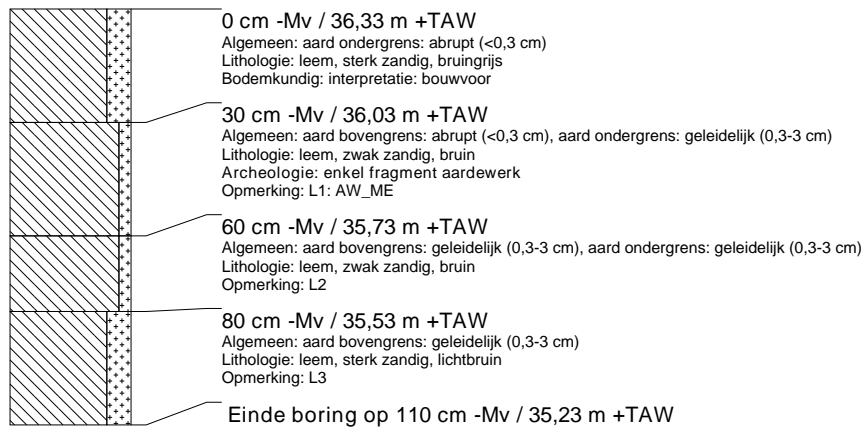 0 cm -Mv / 36,33 m +TAW
Algemeen: aard ondergrens: abrupt (<0,3 cm)
Lithologie: leem, sterk zandig, bruingrijs
Bodemkundig: interpretatie: bouwvoor
30 cm -Mv / 36,03 m +TAW
Algemeen: aard bovengrens: abrupt (<0,3 cm), aard ondergrens: geleidelijk (0,3-3 cm)
Lithologie: leem, zwak zandig, bruin
Archeologie: enkel fragment aardewerk
Opmerking: L1: AW_ME
60 cm -Mv / 35,73 m +TAW
Algemeen: aard bovengrens: geleidelijk (0,3-3 cm), aard ondergrens: geleidelijk (0,3-3 cm)
Lithologie: leem, zwak zandig, bruin
Opmerking: L2
80 cm -Mv / 35,53 m +TAW
Algemeen: aard bovengrens: geleidelijk (0,3-3 cm)
Lithologie: leem, sterk zandig, lichtbruin
Opmerking: L3
Einde boring op 110 cm -Mv / 35,23 m +TAW